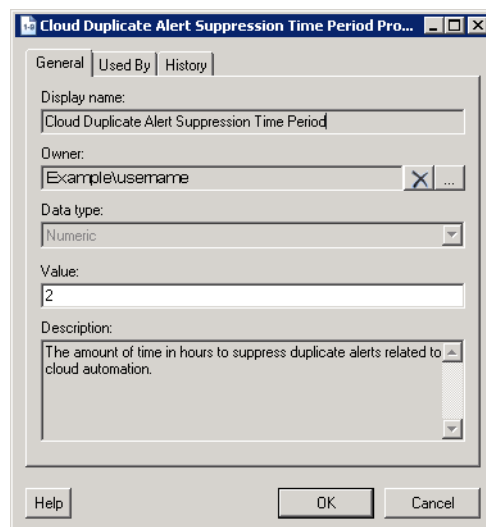 Cloud Duplicate Alert Suppression Time Period Pro...
General Used By History
Display name:
Cloud Duplicate Alert Suppression Time Period
Owner:
Example\username
...
Data type:
Numeric
Value:
2
Description:
The amount of time in hours to suppress duplicate alerts related to
cloud automation.
Help OK Cancel